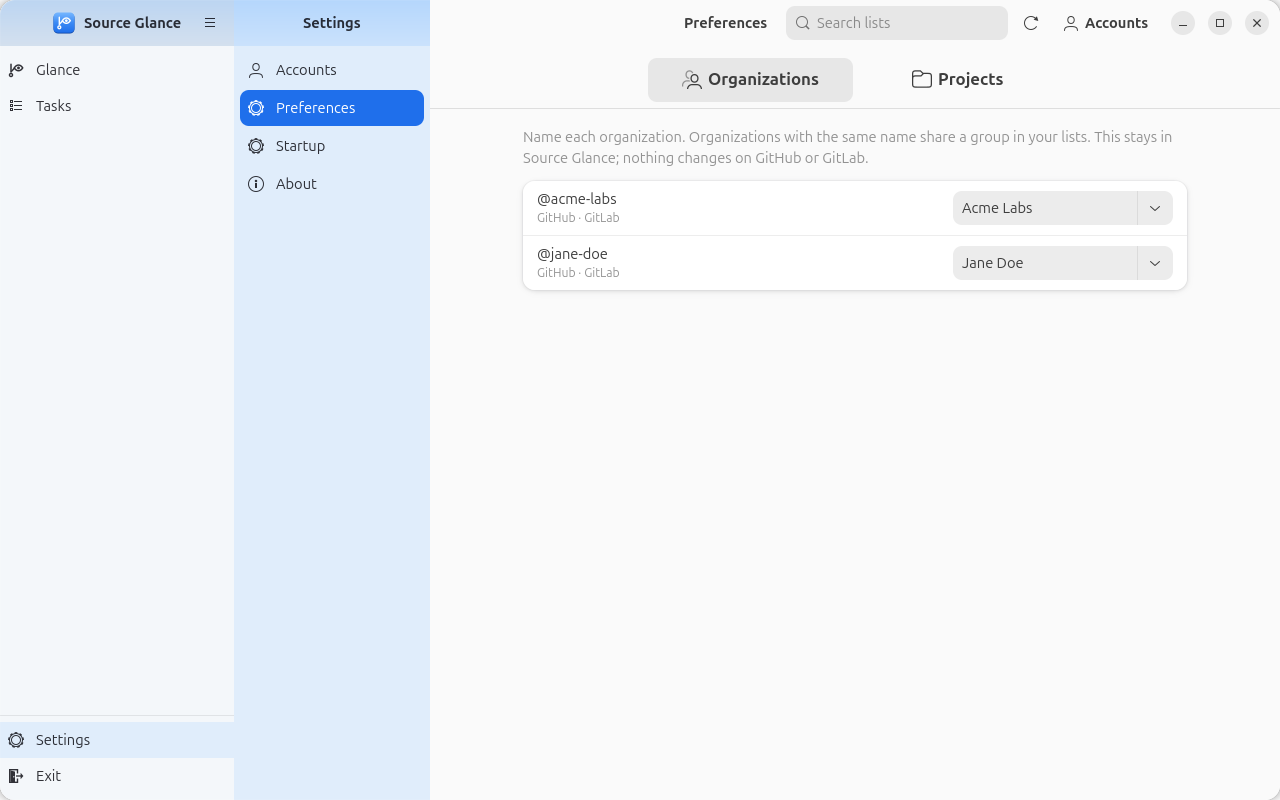 Source Glance
Settings
Preferences
Search lists
Accounts
Glance
Tasks
Accounts
Preferences
Startup
About
Organizations
Projects
Name each organization. Organizations with the same name share a group in your lists. This stays in
Source Glance; nothing changes on GitHub or GitLab.
@acme-labs
GitHub · GitLab
Acme Labs
@jane-doe
GitHub · GitLab
Jane Doe
Settings
Exit